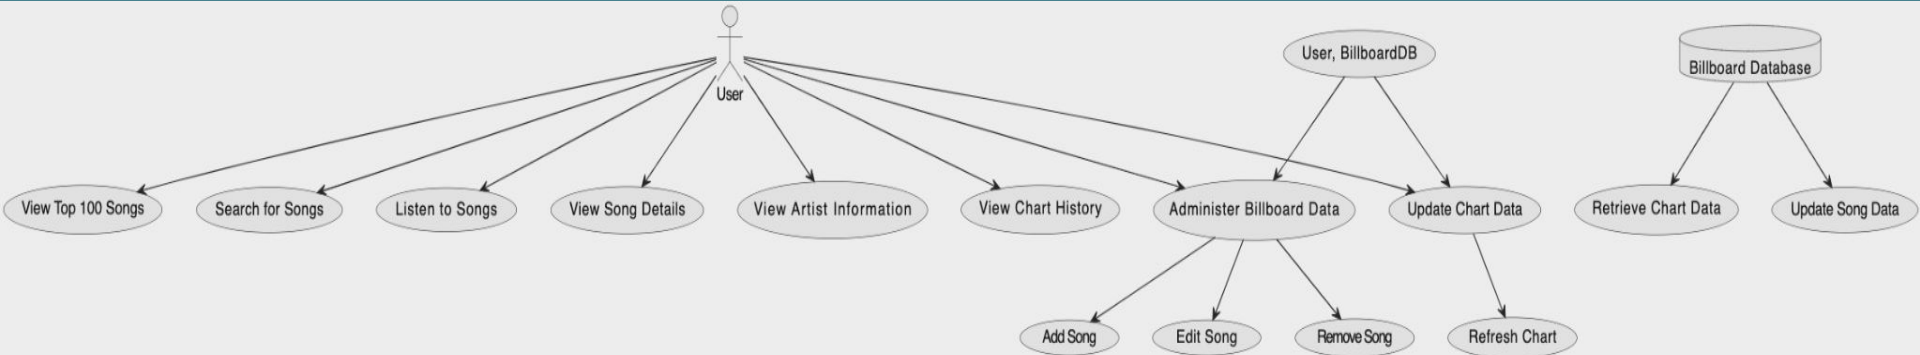 User, BillboardDB
Billboard Database
User
View Top 100 Songs
Search for Songs
Listen to Songs
View Song Details
View Artist Information
View Chart History
Administer Billboard Data
Update Chart Data
Retrieve Chart Data
Update Song Data
Add Song
Edit Song
Remove Song
Refresh Chart